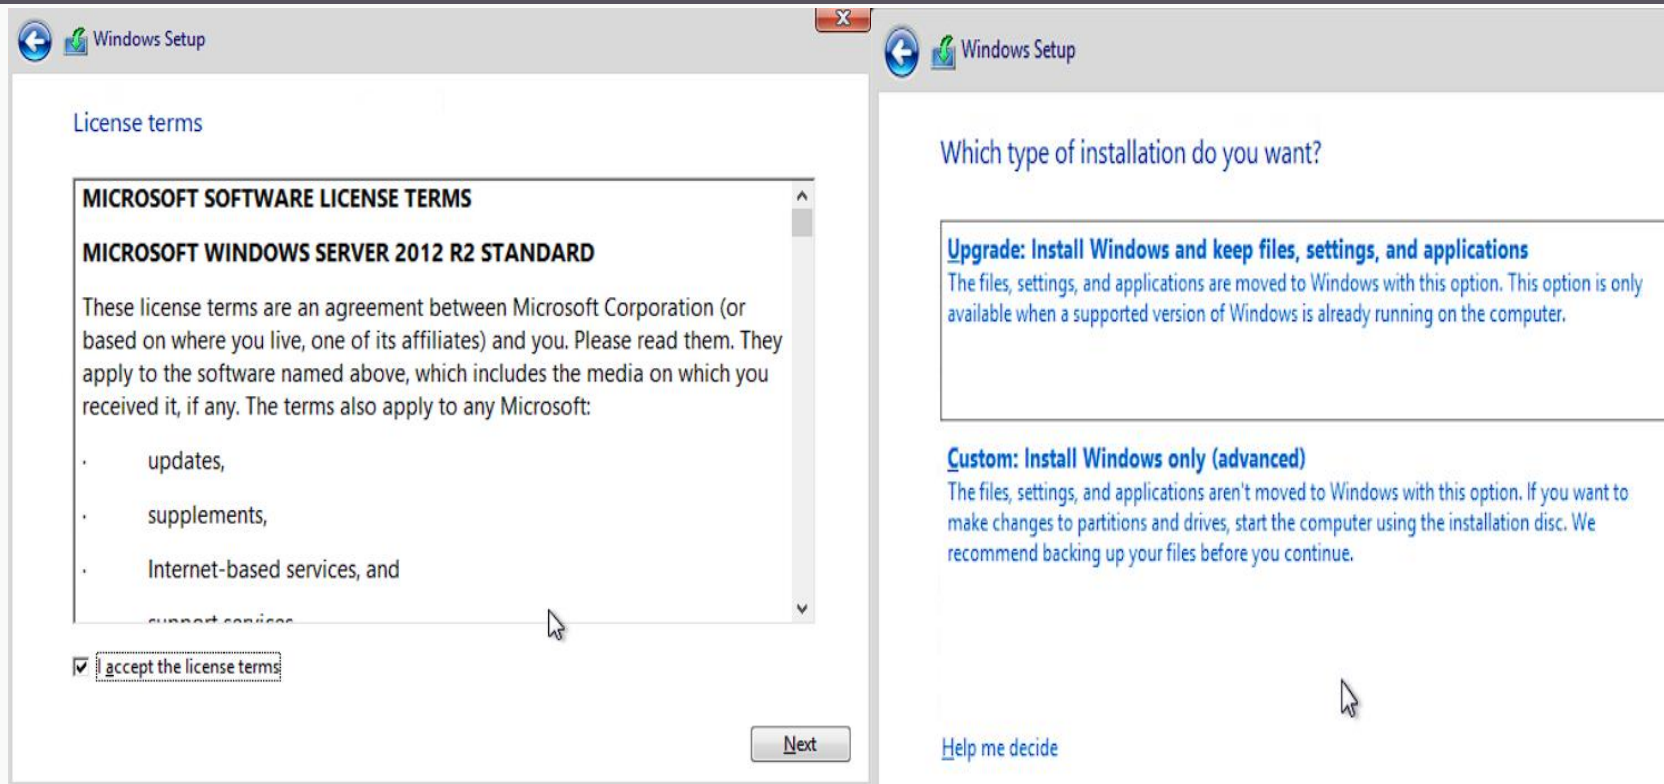 Windows Setup
License terms
MICROSOFT SOFTWARE LICENSE TERMS
MICROSOFT WINDOWS SERVER 2012 R2 STANDARD
These license terms are an agreement between Microsoft Corporation (or
based on where you live, one of its affiliates) and you. Please read them. They
apply to the software named above, which includes the media on which you
received it, if any. The terms also apply to any Microsoft:
· updates,
· supplements,
· Internet-based services, and
support services
I accept the license terms
Next
Windows Setup
Which type of installation do you want?
Upgrade: Install Windows and keep files, settings, and applications
The files, settings, and applications are moved to Windows with this option. This option is only
available when a supported version of Windows is already running on the computer.
Custom: Install Windows only (advanced)
The files, settings, and applications aren't moved to Windows with this option. If you want to
make changes to partitions and drives, start the computer using the installation disc. We
recommend backing up your files before you continue.
Help me decide